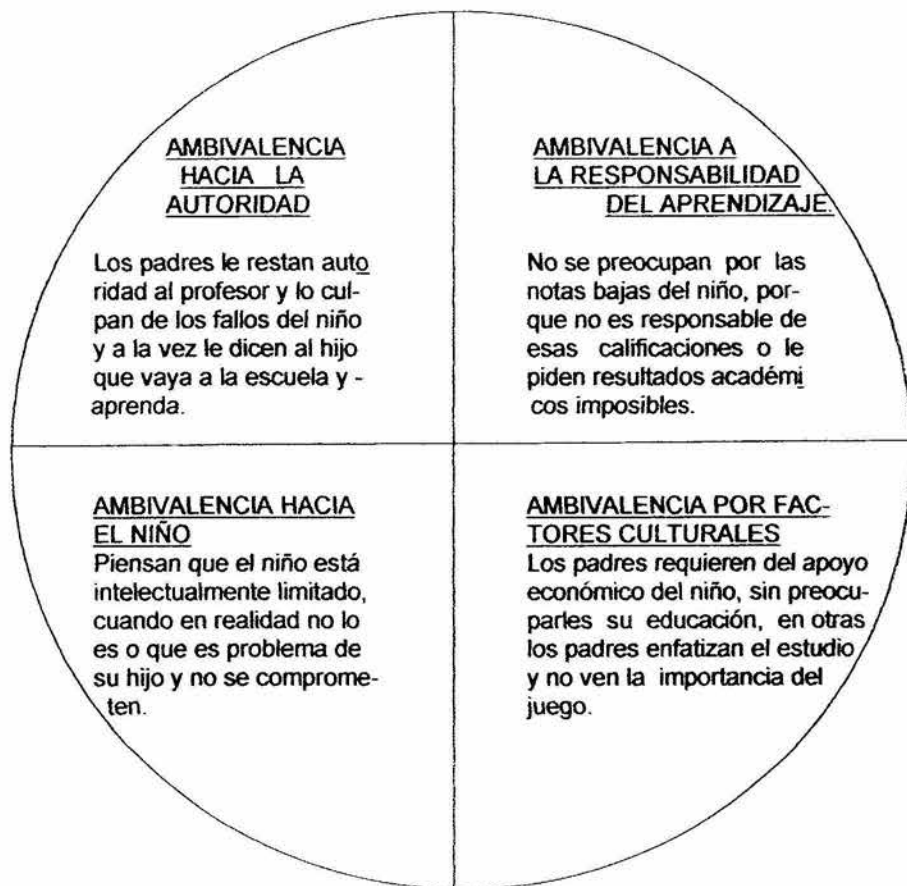 AMBIVALENCIA
HACIA LA
AUTORIDAD
Los padres le restan auto
ridad al profesor y lo cul-
pan de los fallos del niño
y a la vez le dicen al hijo
que vaya a la escuela y -
aprenda.
AMBIVALENCIA A
LA RESPONSABILIDAD
DEL APRENDIZAJE.
No se preocupan por las
notas bajas del niño, por-
que no es responsable de
esas calificaciones o le
piden resultados académi
cos imposibles.
AMBIVALENCIA HACIA
EL NIÑO
Piensan que el niño está
intelectualmente limitado,
cuando en realidad no lo
es o que es problema de
su hijo y no se comprome-
ten.
AMBIVALENCIA POR FAC-
TORES CULTURALES
Los padres requieren del apoyo
económico del niño, sin preocu-
parles su educación, en otras
los padres enfatizan el estudio
y no ven la importancia del
juego.